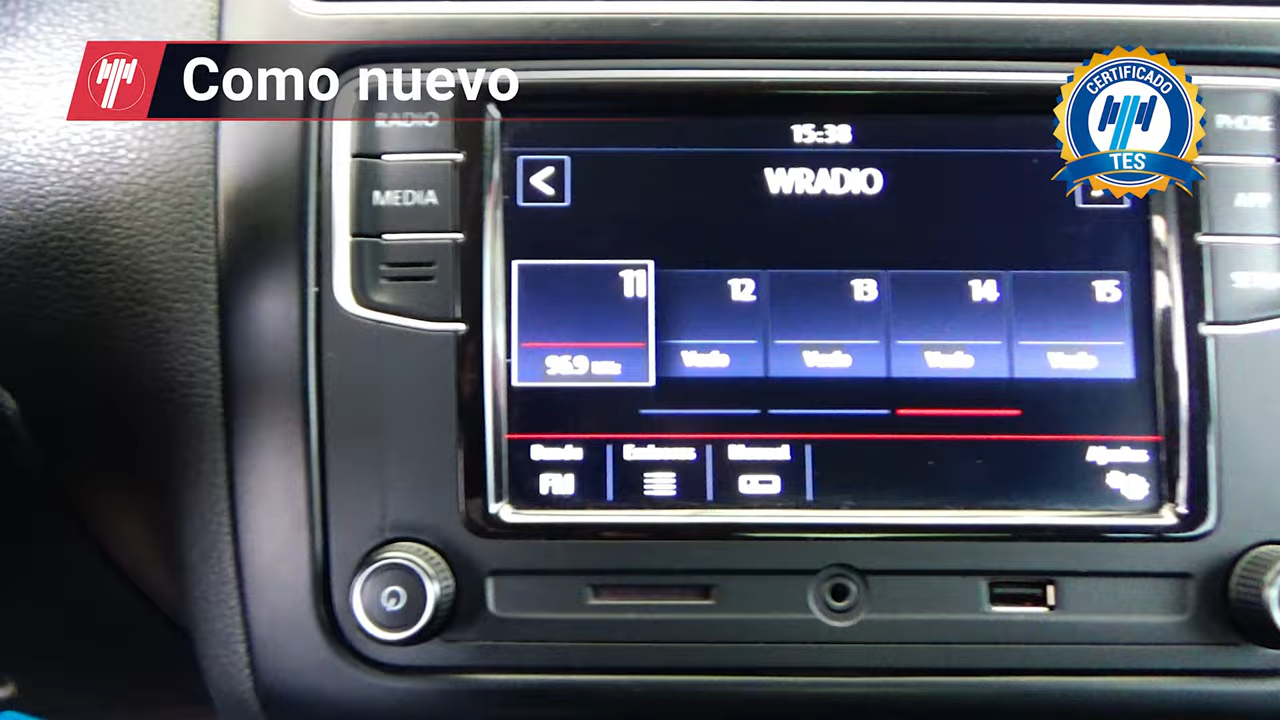 Como nuevo
CERTIFICADO
TES
RADIO
PHONE
15:38
MEDIA
WRADIO
11
12
13
14
15
96.9 MHz
Vacío
Vacío
Vacío
Vacío
Banda
Emisoras
Manual
Ajustes
FM